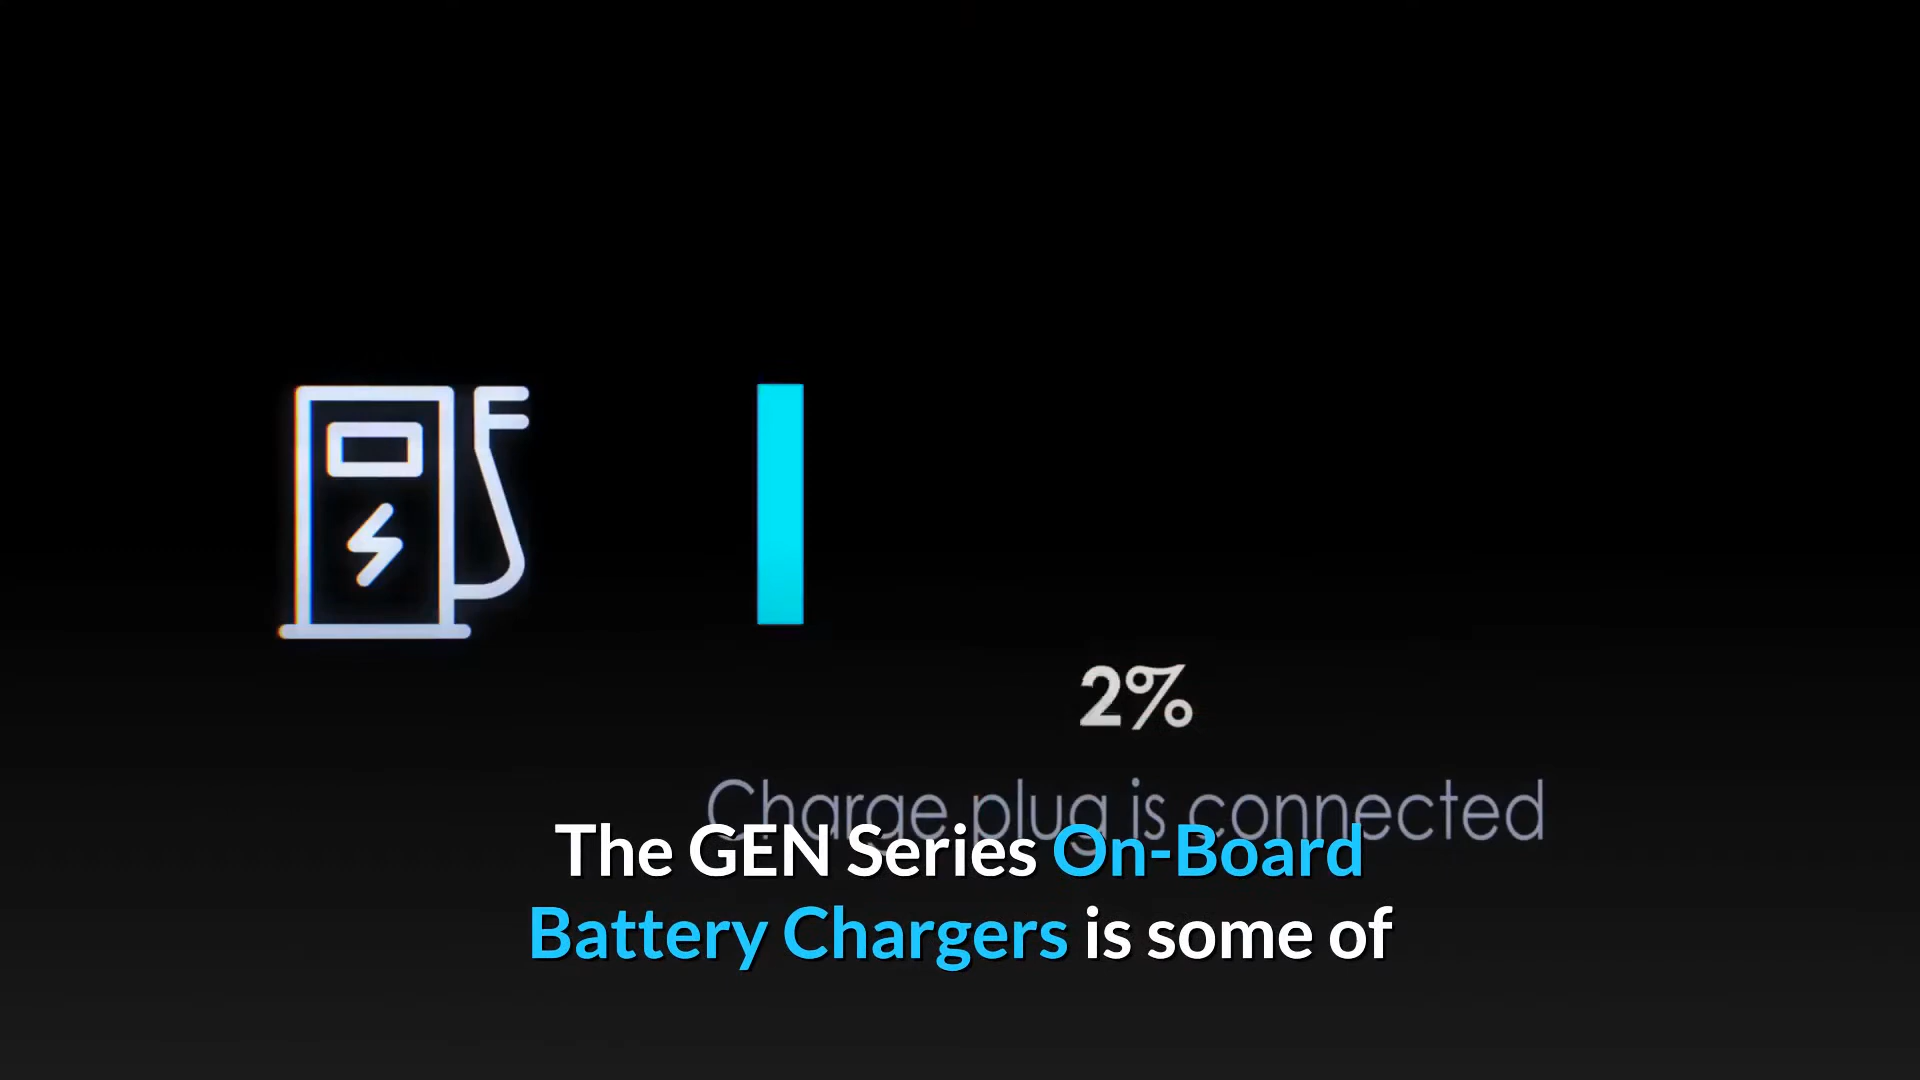 2%
Charge plug is connected
The GEN Series On-Board
Battery Chargers is some of